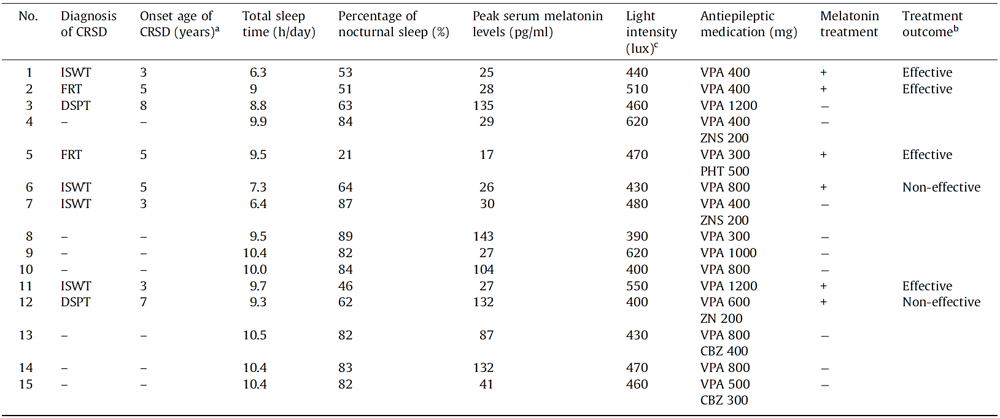 No. Diagnosis Onset age of Total sleep Percentage of Peak serum melatonin Light Antiepileptic Melatonin Treatment
of CRSD CRSD (years)a time (h/day) nocturnal sleep (%) levels (pg/ml) intensity medication (mg) treatment outcomeb
(lux)c
1 ISWT 3 6.3 53 25 440 VPA 400 + Effective
2 FRT 5 9 51 28 510 VPA 400 + Effective
3 DSPT 8 8.8 63 135 460 VPA 1200 −
4 – – 9.9 84 29 620 VPA 400 −
ZNS 200
5 FRT 5 9.5 21 17 470 VPA 300 + Effective
PHT 500
6 ISWT 5 7.3 64 26 430 VPA 800 + Non-effective
7 ISWT 3 6.4 87 30 480 VPA 400 −
ZNS 200
8 – – 9.5 89 143 390 VPA 300 −
9 – – 10.4 82 27 620 VPA 1000 −
10 – – 10.0 84 104 400 VPA 800 −
11 ISWT 3 9.7 46 27 550 VPA 1200 + Effective
12 DSPT 7 9.3 62 132 400 VPA 600 + Non-effective
ZN 200
13 – – 10.5 82 87 430 VPA 800 −
CBZ 400
14 – – 10.4 83 132 470 VPA 800 −
15 – – 10.4 82 41 460 VPA 500 −
CBZ 300